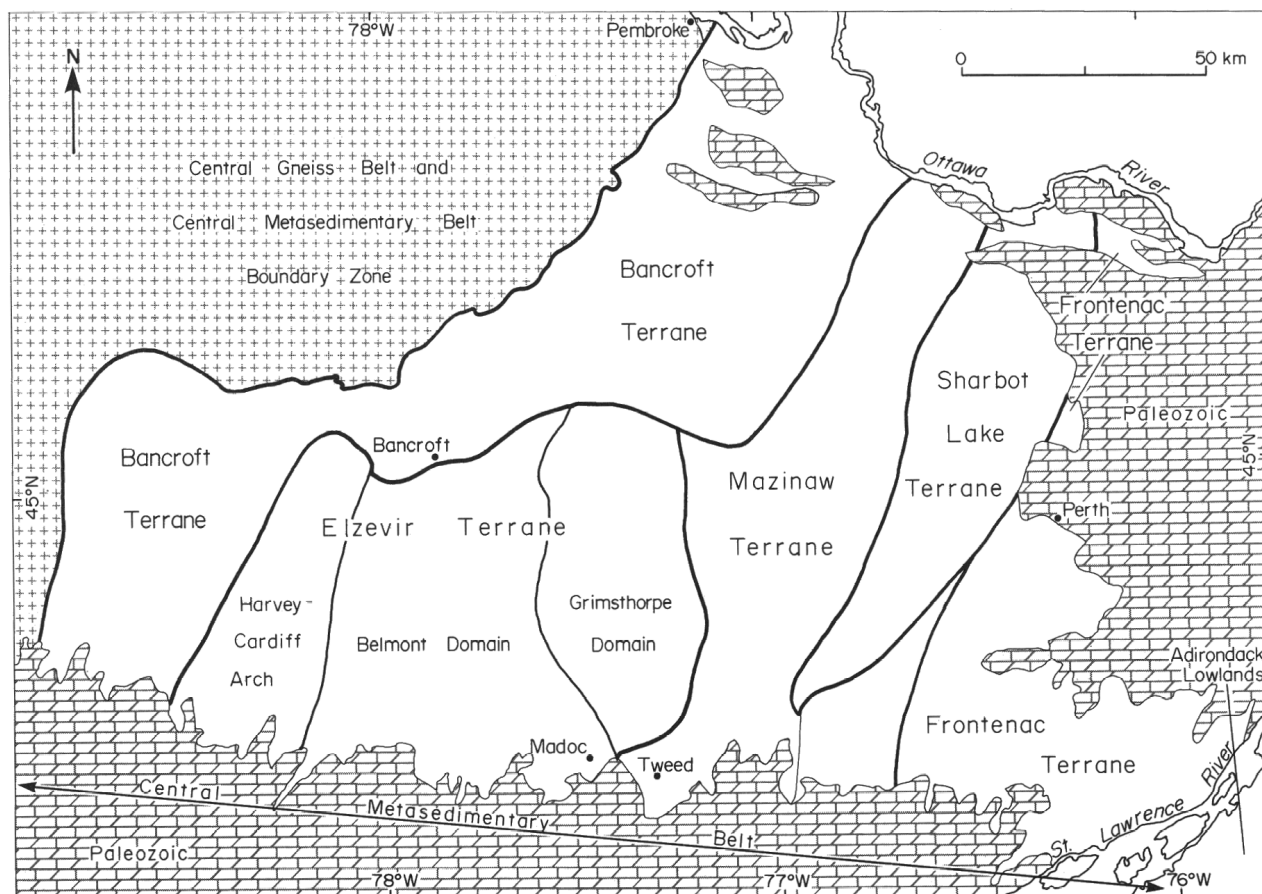 78°W
Pembroke
N
0 50 km
Central Gneiss Belt and
Central Metasedimentary Belt
Boundary Zone
Ottawa
River
Bancroft
Terrane
Frontenac
Terrane
Sharbot
Lake
Terrane
Paleozoic
Bancroft
Bancroft
Terrane
45°N
45°N
Mazinaw
Terrane
Perth
Elzevir Terrane
Harvey-
Cardiff
Arch
Belmont Domain
Grimsthorpe
Domain
Adirondack
Lowlands
Frontenac
Terrane
Madoc
Tweed
River
St. Lawrence
Central
Metasedimentary
Belt
Paleozoic
78°W
77°W
76°W